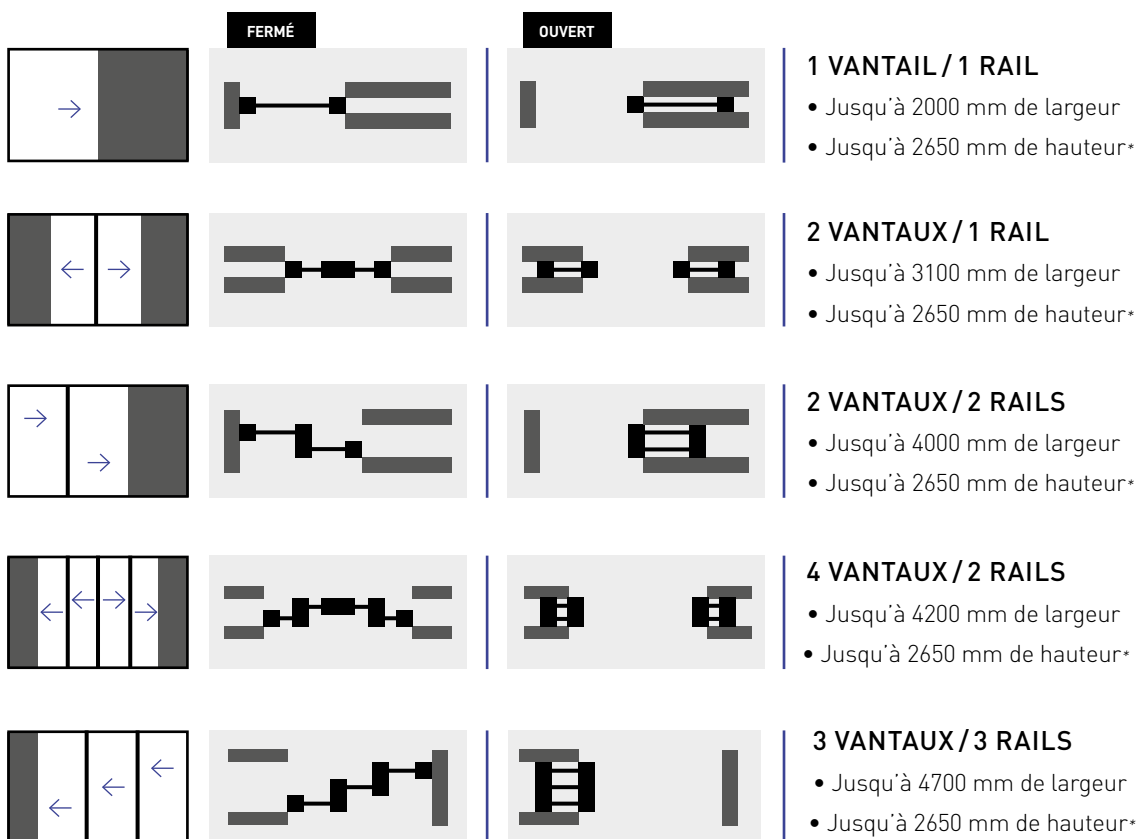 FERMÉ
OUVERT
1 VANTAIL / 1 RAIL
• Jusqu'à 2000 mm de largeur
• Jusqu'à 2650 mm de hauteur*
2 VANTAUX / 1 RAIL
• Jusqu'à 3100 mm de largeur
• Jusqu'à 2650 mm de hauteur*
2 VANTAUX / 2 RAILS
• Jusqu'à 4000 mm de largeur
• Jusqu'à 2650 mm de hauteur*
4 VANTAUX / 2 RAILS
• Jusqu'à 4200 mm de largeur
• Jusqu'à 2650 mm de hauteur*
3 VANTAUX / 3 RAILS
• Jusqu'à 4700 mm de largeur
• Jusqu'à 2650 mm de hauteur*